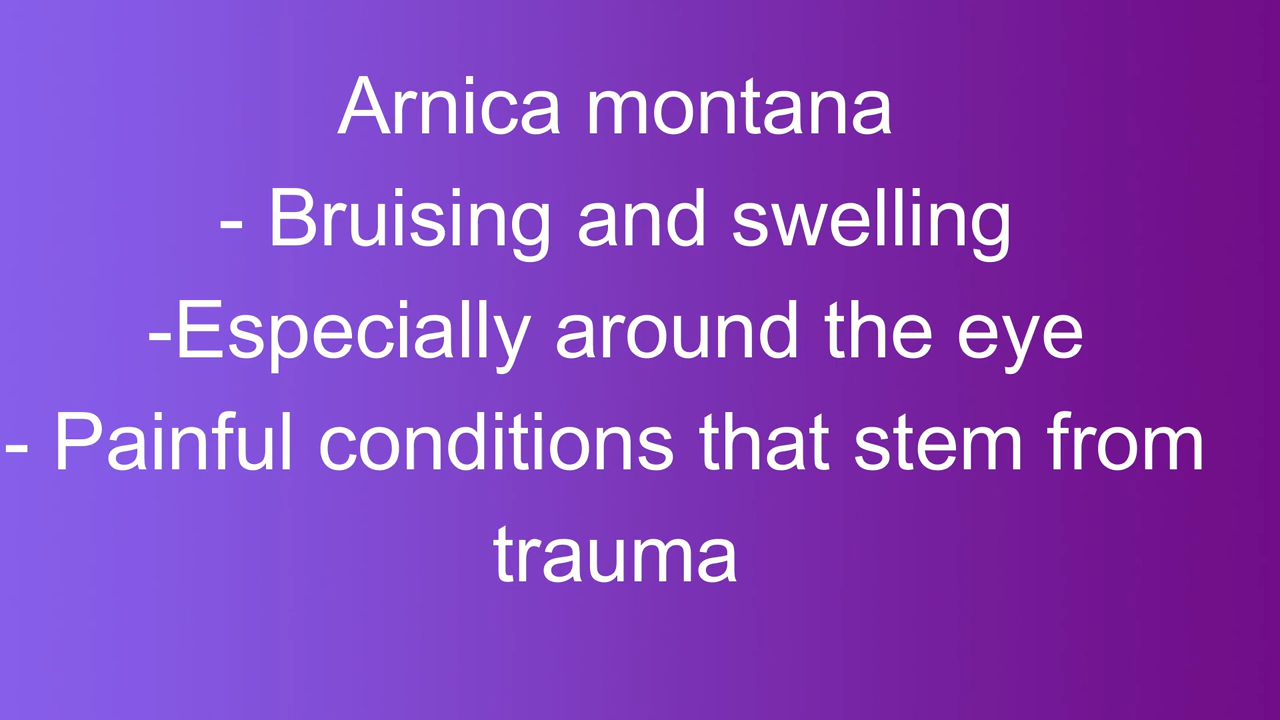 Arnica montana
- Bruising and swelling
-Especially around the eye
- Painful conditions that stem from
trauma